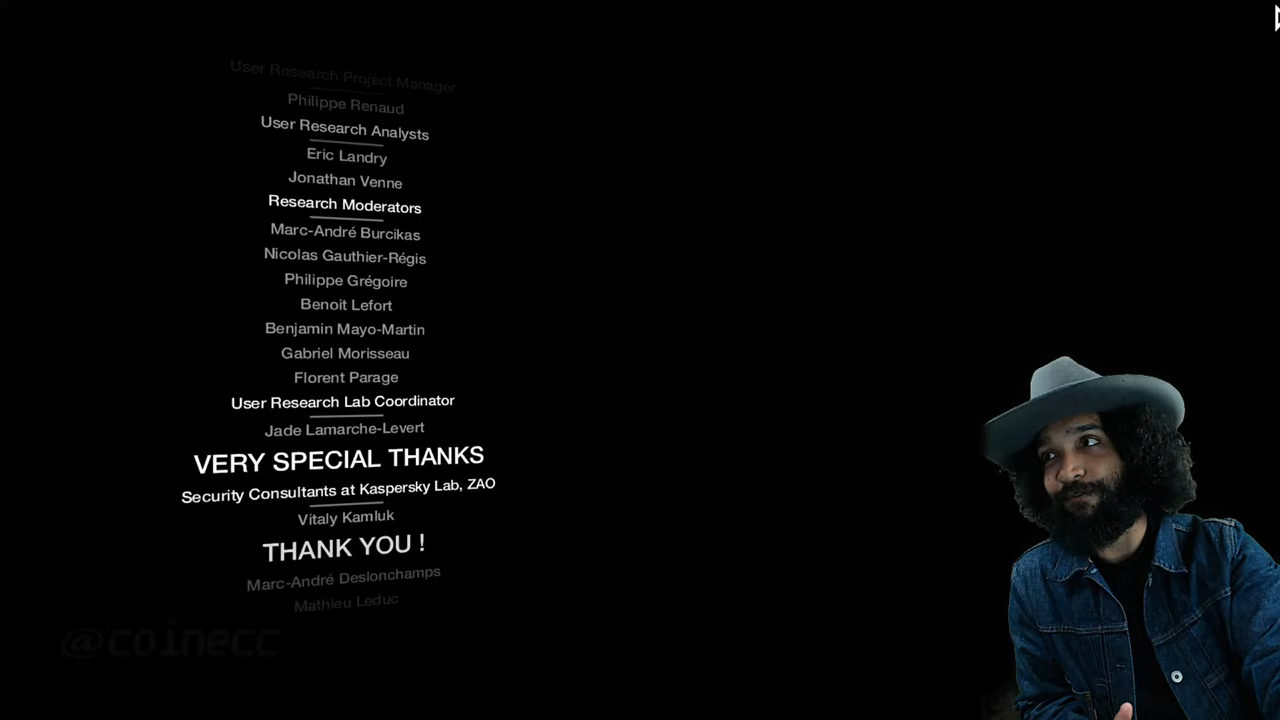 User Research Project Manager
Philippe Renaud
User Research Analysts
Eric Landry
Jonathan Venne
Research Moderators
Marc-André Burcikas
Nicolas Gauthier-Régis
Philippe Grégoire
Benoit Lefort
Benjamin Mayo-Martin
Gabriel Morisseau
Florent Parage
User Research Lab Coordinator
Jade Lamarche-Levert
VERY SPECIAL THANKS
Security Consultants at Kaspersky Lab, ZAO
Vitaly Kamluk
THANK YOU !
Marc-André Deslonchamps
Mathieu Leduc
@coinecc